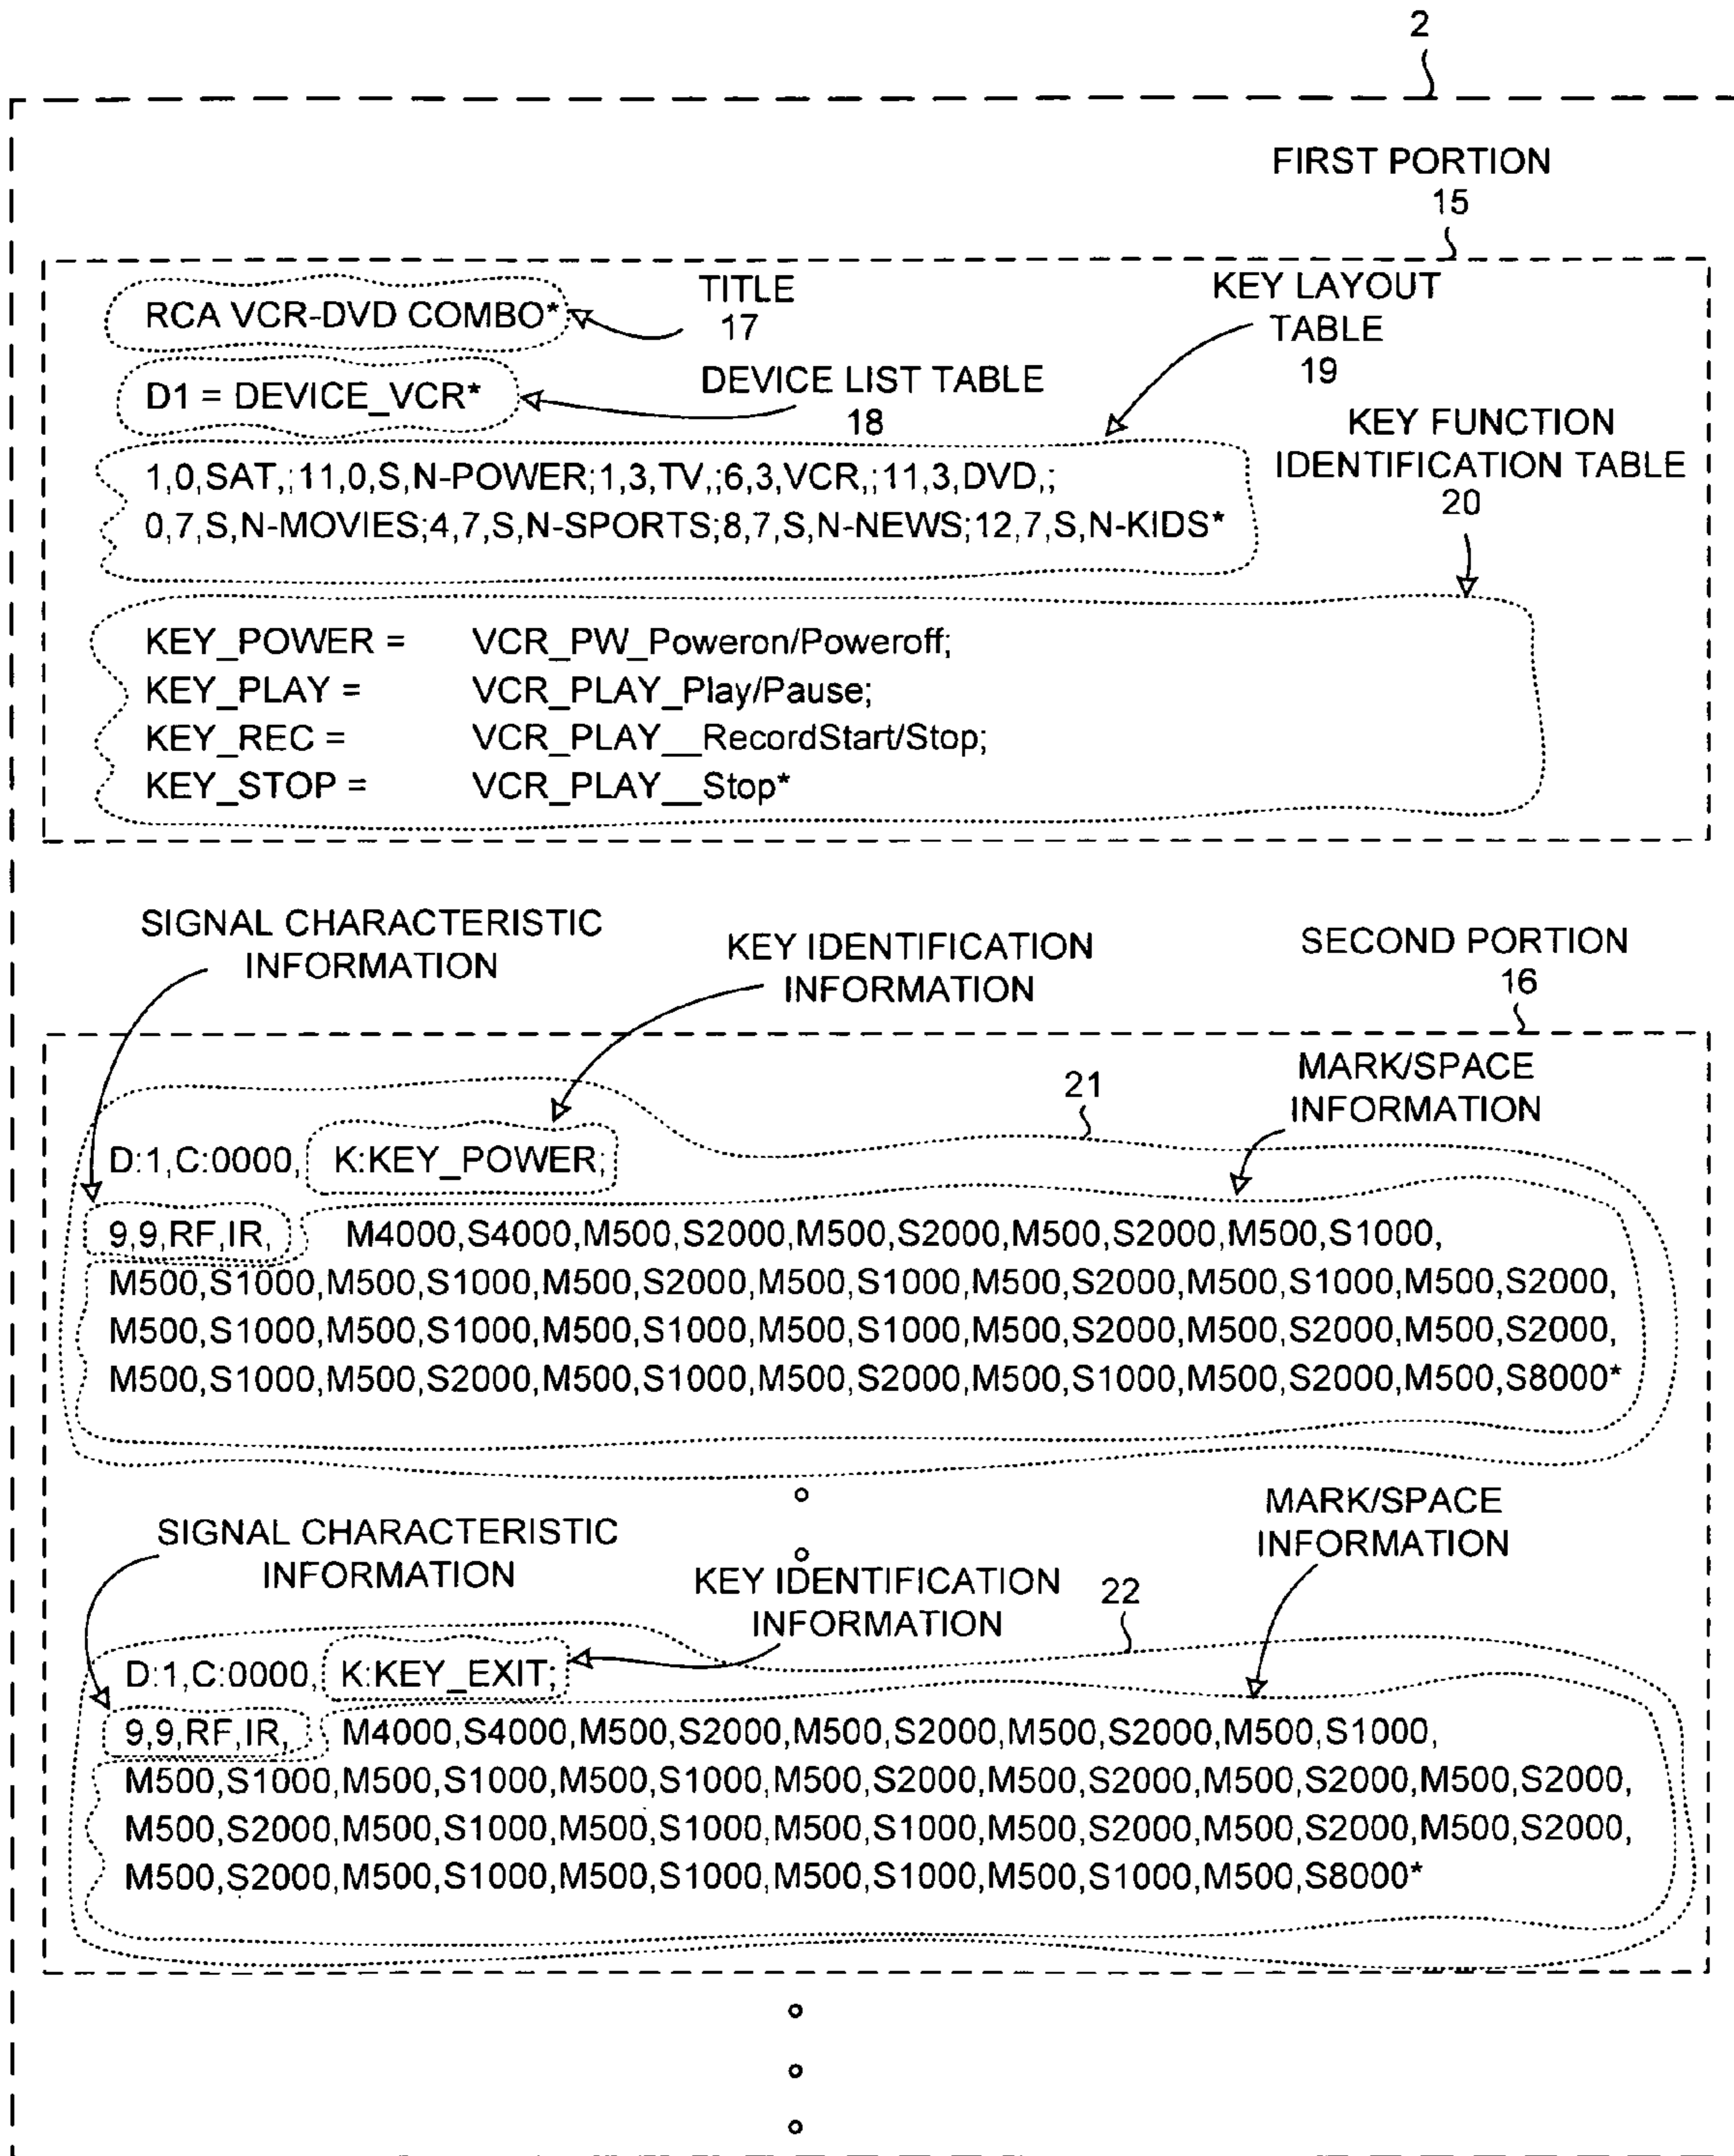 2
FIRST PORTION
15
RCA VCR-DVD COMBO*
TITLE
17
KEY LAYOUT
TABLE
19
D1 = DEVICE_VCR*
DEVICE LIST TABLE
18
KEY FUNCTION
IDENTIFICATION TABLE
20
1,0,SAT,;11,0,S,N-POWER;1,3,TV,;6,3,VCR,;11,3,DVD,;
0,7,S,N-MOVIES;4,7,S,N-SPORTS;8,7,S,N-NEWS;12,7,S,N-KIDS*
KEY_POWER = VCR_PW_Poweron/Poweroff;
KEY_PLAY = VCR_PLAY_Play/Pause;
KEY_REC = VCR_PLAY__RecordStart/Stop;
KEY_STOP = VCR_PLAY__Stop*
SIGNAL CHARACTERISTIC
INFORMATION
KEY IDENTIFICATION
INFORMATION
SECOND PORTION
16
MARK/SPACE
INFORMATION
21
D:1,C:0000, K:KEY_POWER;
9,9,RF,IR, M4000,S4000,M500,S2000,M500,S2000,M500,S2000,M500,S1000,
M500,S1000,M500,S1000,M500,S2000,M500,S1000,M500,S2000,M500,S1000,M500,S2000,
M500,S1000,M500,S1000,M500,S1000,M500,S1000,M500,S2000,M500,S2000,M500,S2000,
M500,S1000,M500,S2000,M500,S1000,M500,S2000,M500,S1000,M500,S2000,M500,S8000*
SIGNAL CHARACTERISTIC
INFORMATION
KEY IDENTIFICATION
INFORMATION
22
MARK/SPACE
INFORMATION
D:1,C:0000, K:KEY_EXIT;
9,9,RF,IR, M4000,S4000,M500,S2000,M500,S2000,M500,S2000,M500,S1000,
M500,S1000,M500,S1000,M500,S1000,M500,S2000,M500,S2000,M500,S2000,M500,S2000,
M500,S2000,M500,S1000,M500,S1000,M500,S1000,M500,S2000,M500,S2000,M500,S2000,
M500,S2000,M500,S1000,M500,S1000,M500,S1000,M500,S1000,M500,S8000*